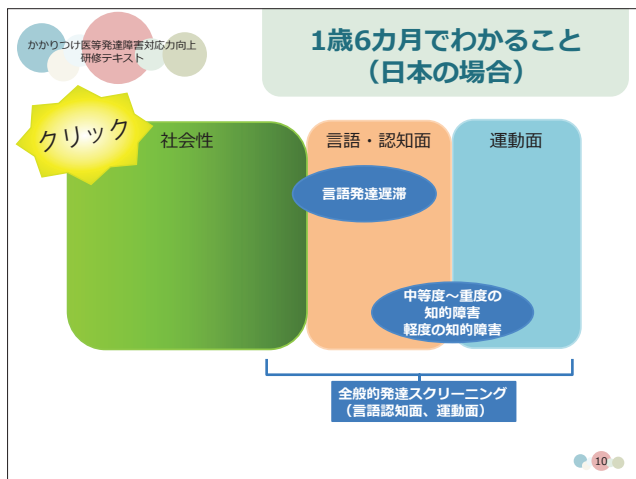 かかりつけ医等発達障害対応力向上
研修テキスト
1歳6カ月でわかること
（日本の場合）
クリック
社会性
言語・認知面
運動面
言語発達遅滞
中等度～重度の
知的障害
軽度の知的障害
全般的発達スクリーニング
（言語認知面、運動面）
10